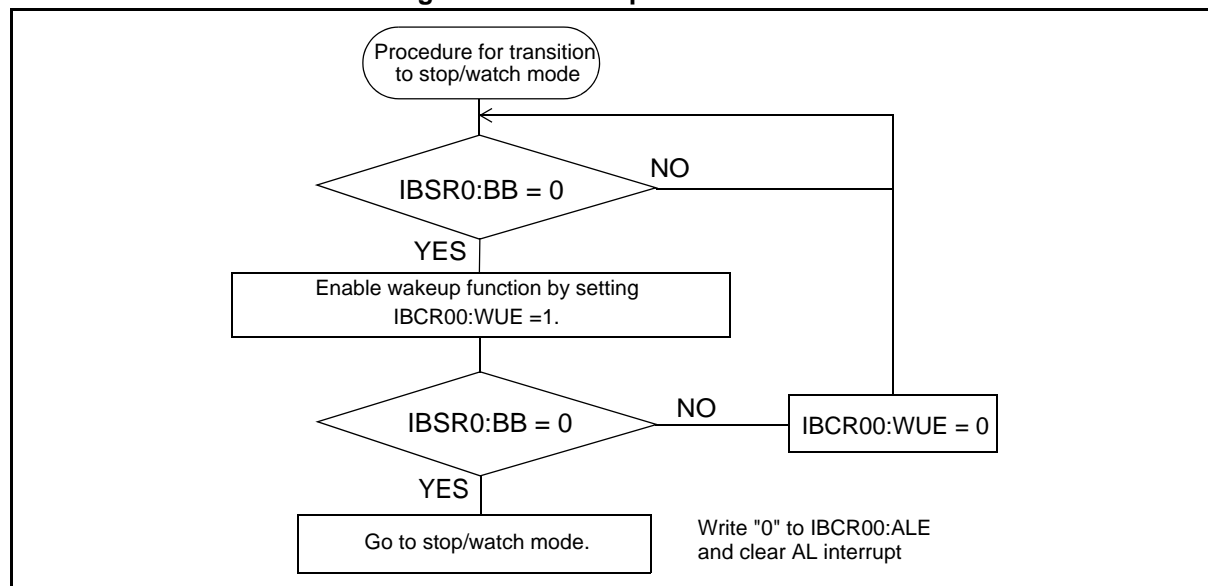 Procedure for transition
to stop/watch mode
IBSR0:BB = 0
NO
YES
Enable wakeup function by setting
IBCR00:WUE =1.
IBSR0:BB = 0
NO
IBCR00:WUE = 0
YES
Go to stop/watch mode.
Write "0" to IBCR00:ALE
and clear AL interrupt